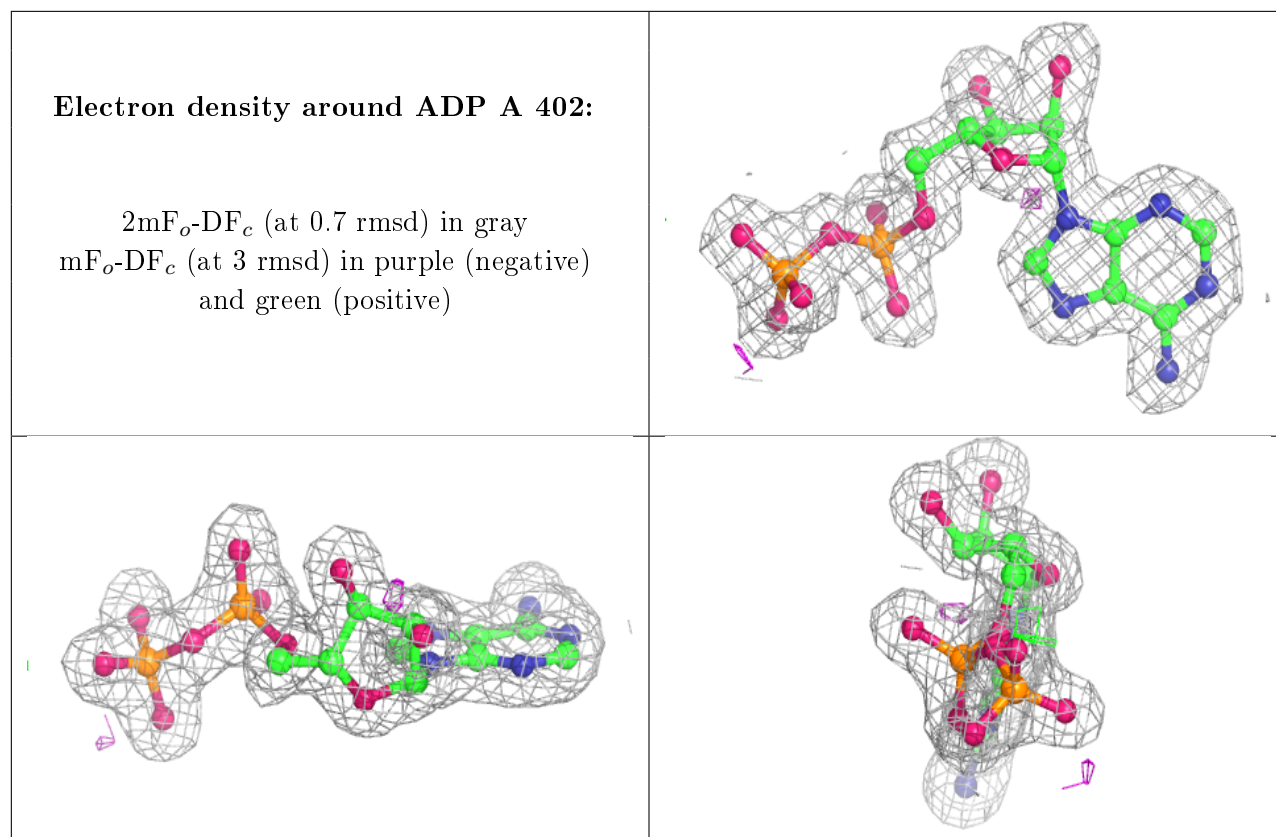 Electron density around ADP A 402:
2mFo-DFc (at 0.7 rmsd) in gray
mFo-DFc (at 3 rmsd) in purple (negative)
and green (positive)